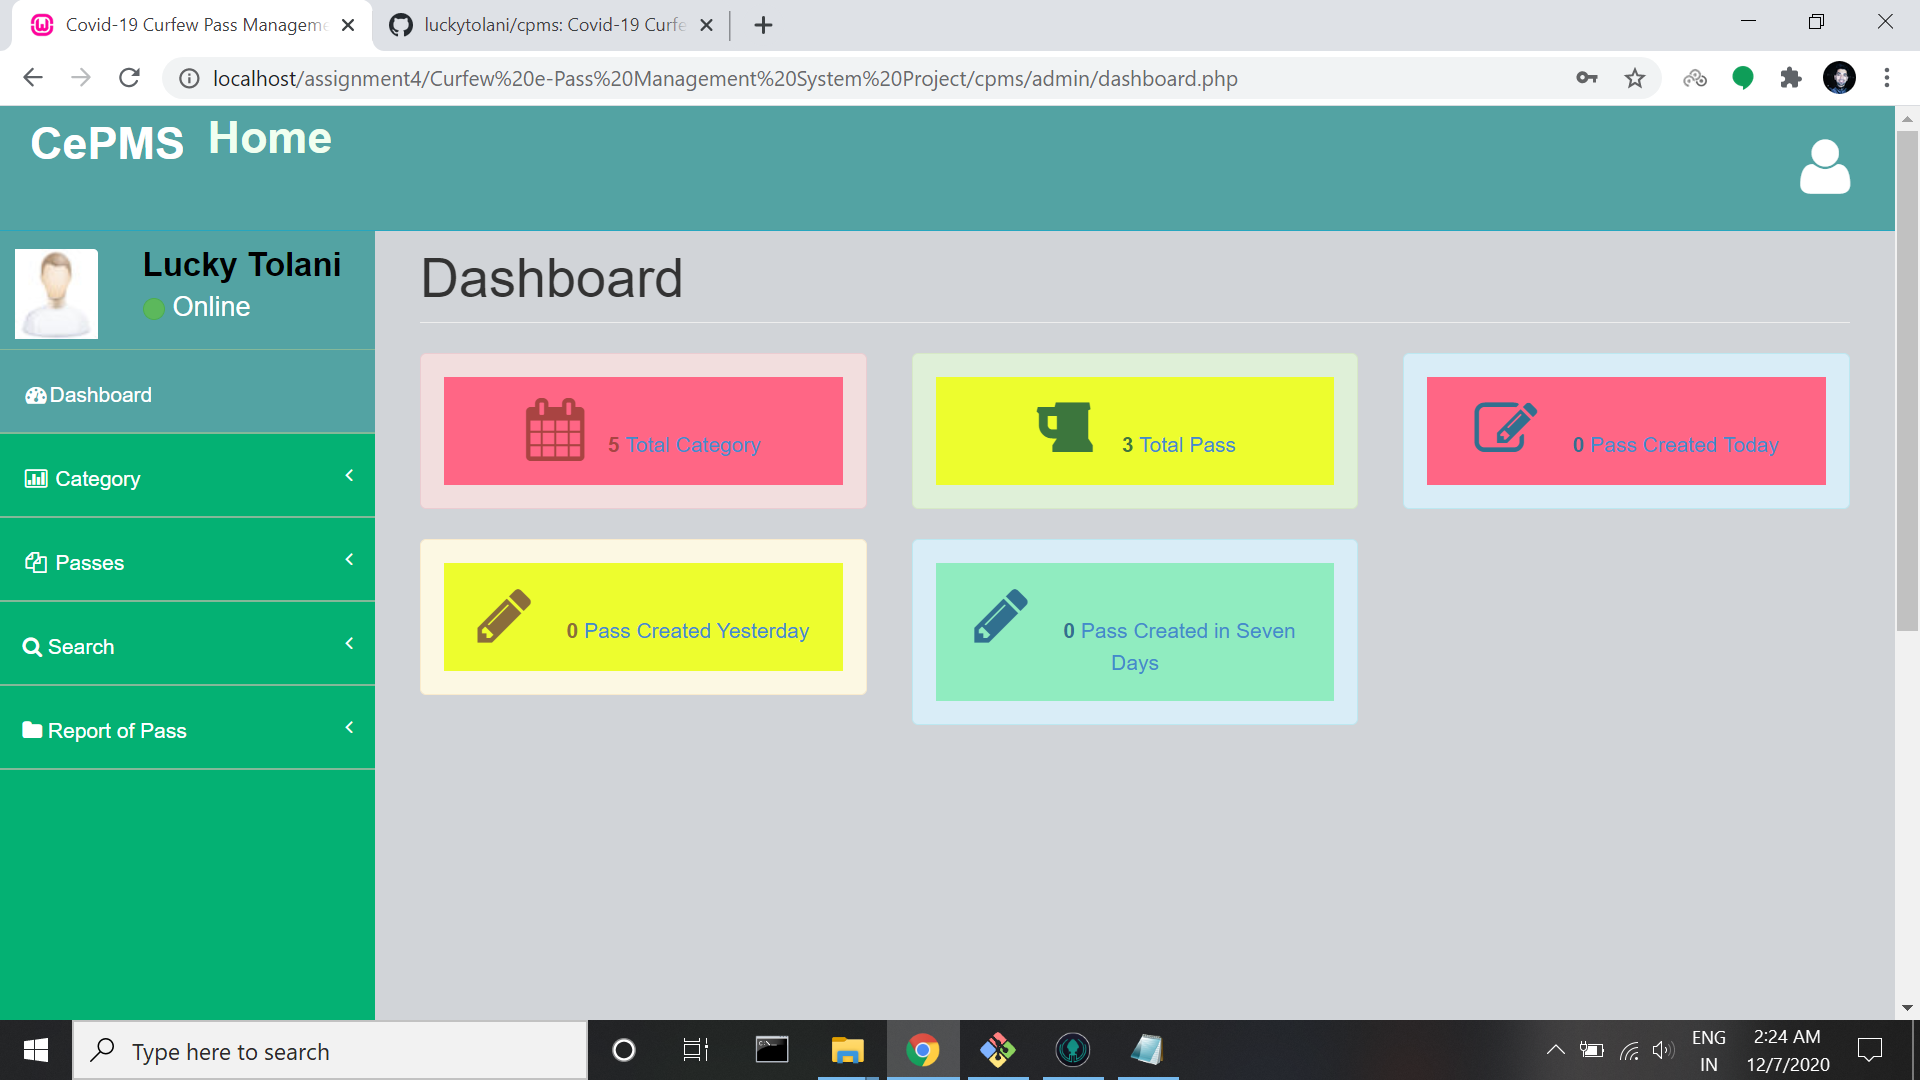 Covid-19 Curfew Pass Managem
luckytolani/cpms: Covid-19 Curfe
localhost/assignment4/Curfew%20e-Pass%20Management%20System%20Project/cpms/admin/dashboard.php
CePMS Home
Lucky Tolani
Online
Dashboard
Category
Passes
Search
Report of Pass
Dashboard
5 Total Category
3 Total Pass
0 Pass Created Today
0 Pass Created Yesterday
0 Pass Created in Seven
Days
Type here to search
ENG
IN
2:24 AM
12/7/2020